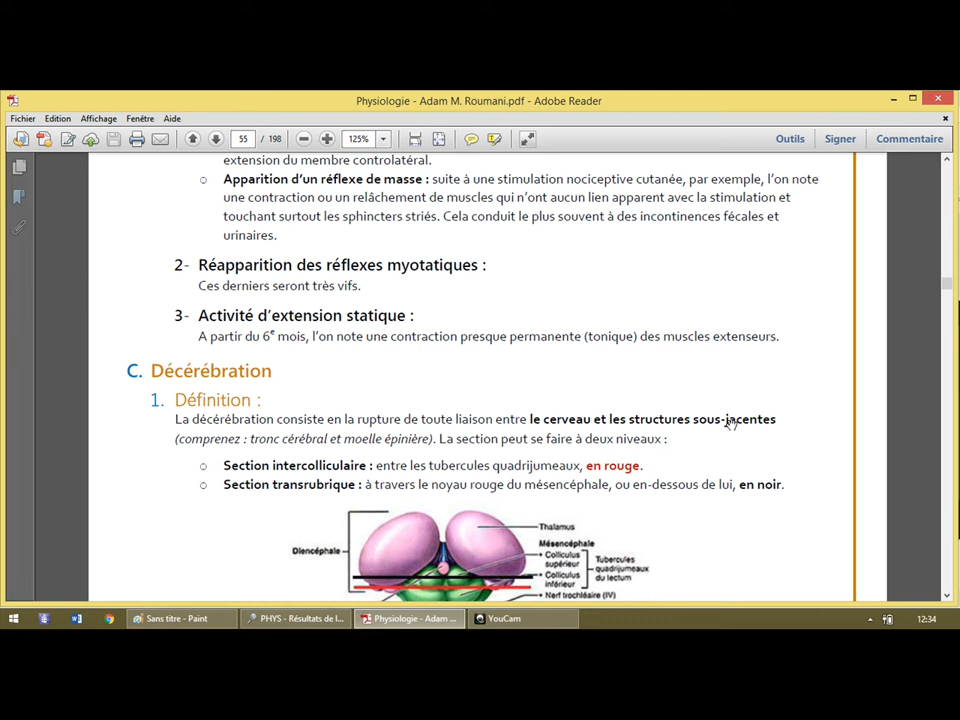 Physiologie - Adam M. Roumani.pdf - Adobe Reader
Fichier Edition Affichage Fenêtre Aide
55 / 198 125% Outils Signer Commentaire
extension du membre controlatéral.
○ Apparition d'un réflexe de masse : suite à une stimulation nociceptive cutanée, par exemple, l'on note
une contraction ou un relâchement de muscles qui n'ont aucun lien apparent avec la stimulation et
touchant surtout les sphincters striés. Cela conduit le plus souvent à des incontinences fécales et
urinaires.
2- Réapparition des réflexes myotatiques :
Ces derniers seront très vifs.
3- Activité d'extension statique :
A partir du 6e mois, l'on note une contraction presque permanente (tonique) des muscles extenseurs.
C. Décérébration
1. Définition :
La décérébration consiste en la rupture de toute liaison entre le cerveau et les structures sous-jacentes
(comprenez : tronc cérébral et moelle épinière). La section peut se faire à deux niveaux :
○ Section intercolliculaire : entre les tubercules quadrijumeaux, en rouge.
○ Section transrubrique : à travers le noyau rouge du mésencéphale, ou en-dessous de lui, en noir.
Thalamus
Diencéphale
Mésencéphale
• Colliculus
supérieur
• Colliculus
inférieur
Tubercules
quadrijumeaux
du tectum
• Nerf trochléaire (IV)
Sans titre - Paint PHYS - Résultats de l... Physiologie - Adam ... YouCam 12:34